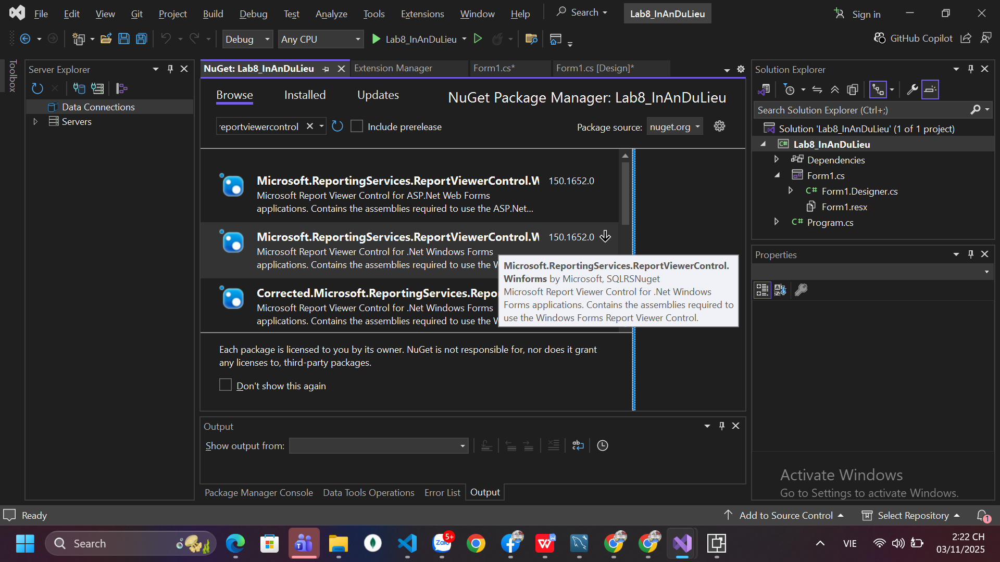 File Edit View Git Project Build Debug Test Analyze Tools Extensions Window Help Search Lab8_InAnDuLieu Sign in
Debug Any CPU Lab8_InAnDuLieu GitHub Copilot
Toolbox
Server Explorer
Data Connections
Servers
NuGet: Lab8_InAnDuLieu Extension Manager Form1.cs* Form1.cs [Design]*
Browse Installed Updates NuGet Package Manager: Lab8_InAnDuLieu
reportviewercontrol Include prerelease Package source: nuget.org
Microsoft.ReportingServices.ReportViewerControl.W 150.1652.0
Microsoft Report Viewer Control for ASP.Net Web Forms
applications. Contains the assemblies required to use the ASP.Net...
Microsoft.ReportingServices.ReportViewerControl.W 150.1652.0
Microsoft Report Viewer Control for .Net Windows Forms
applications. Contains the assemblies required to use the W
Corrected.Microsoft.ReportingServices.Repo
Microsoft Report Viewer Control for .Net Windows Forms
applications. Contains the assemblies required to use the W
Microsoft.ReportingServices.ReportViewerControl.
Winforms by Microsoft, SQLRSNuget
Microsoft Report Viewer Control for .Net Windows
Forms applications. Contains the assemblies required to
use the Windows Forms Report Viewer Control.
Each package is licensed to you by its owner. NuGet is not responsible for, nor does it grant
any licenses to, third-party packages.
Don't show this again
Output
Show output from:
Package Manager Console Data Tools Operations Error List Output
Solution Explorer
Search Solution Explorer (Ctrl+;)
Solution 'Lab8_InAnDuLieu' (1 of 1 project)
C# Lab8_InAnDuLieu
Dependencies
Form1.cs
C# Form1.Designer.cs
Form1.resx
C# Program.cs
Properties
Activate Windows
Go to Settings to activate Windows.
Ready Add to Source Control Select Repository 1
Search 5+ Zalo VIE 2:22 CH
03/11/2025